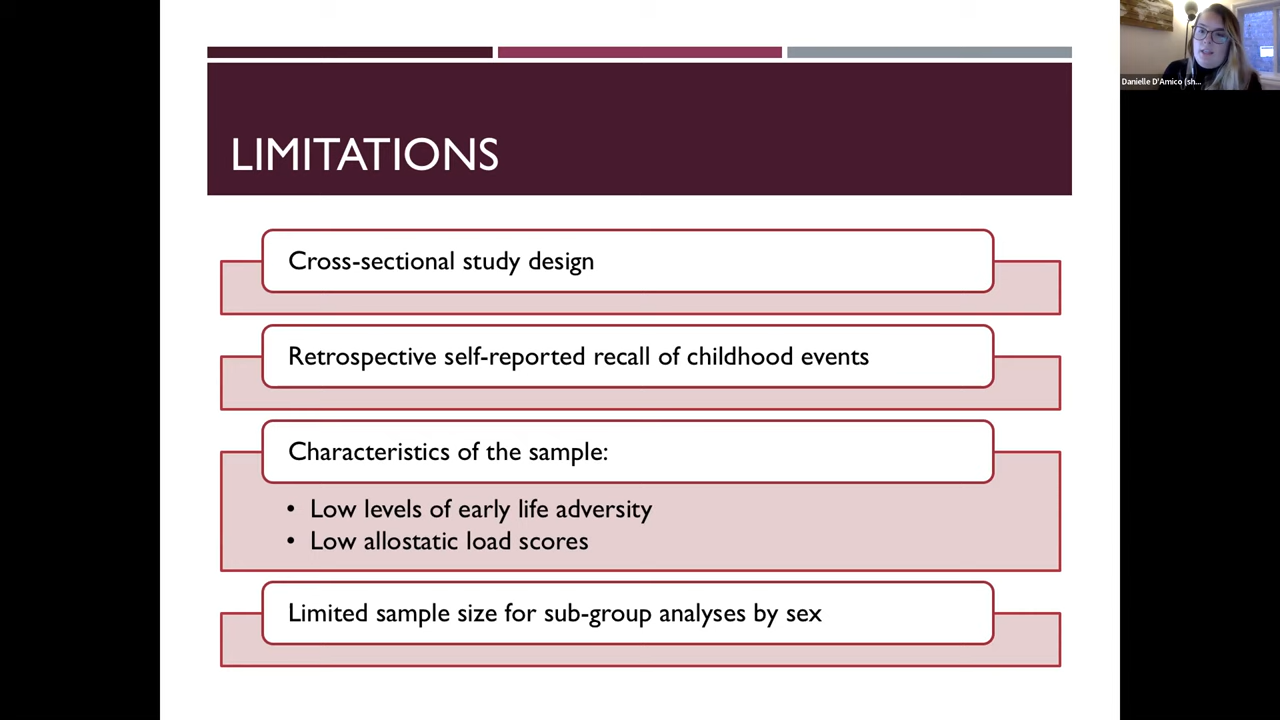 Danielle D'Amico (sh...
LIMITATIONS
Cross-sectional study design
Retrospective self-reported recall of childhood events
Characteristics of the sample:
• Low levels of early life adversity
• Low allostatic load scores
Limited sample size for sub-group analyses by sex